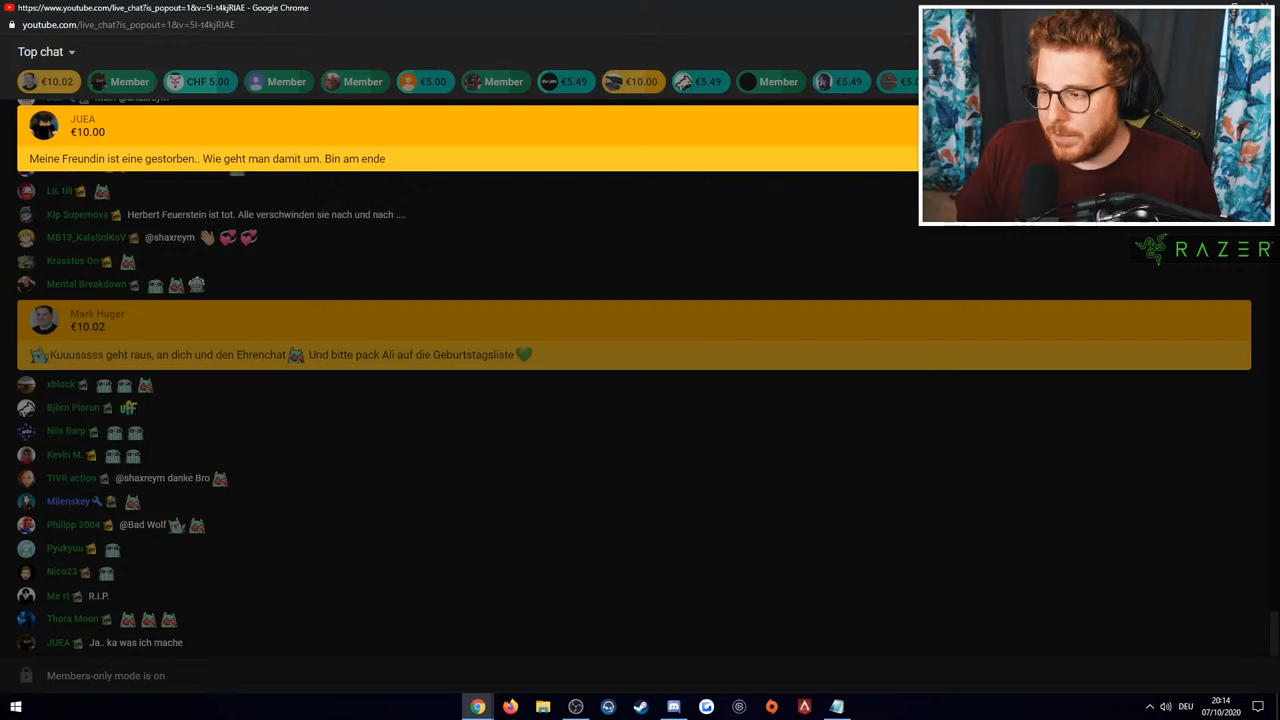 https://www.youtube.com/live_chat?is_popout=1&v=5l-t4kjRIAE - Google Chrome
youtube.com/live_chat?is_popout=1&v=5l-t4kjRIAE
Top chat
€10.02 Member CHF 5.00 Member Member €5.00 Member €5.49 €10.00 €5.49 Member €5.49
JUEA
€10.00
Meine Freundin ist eine gestorben.. Wie geht man damit um. Bin am ende
LiL till
Klp Supernova Herbert Feuerstein ist tot. Alle verschwinden sie nach und nach ....
MB13_KalaSniKoV @shaxreym
Krasstos On
Mental Breakdown
Mark Huger
€10.02
Kuuusssss geht raus, an dich und den Ehrenchat Und bitte pack Ali auf die Geburtstagsliste
xblock
Björn Piorun uff
Nils Barp
Kevin M.
TIVR action @shaxreym danke Bro
Milenskey
Philipp 2004 @Bad Wolf
Pyukyuu
Nico23
Me rt R.I.P.
Thora Moon
JUEA Ja.. ka was ich mache
Members-only mode is on
RAZER
DEU
20:14
07/10/2020